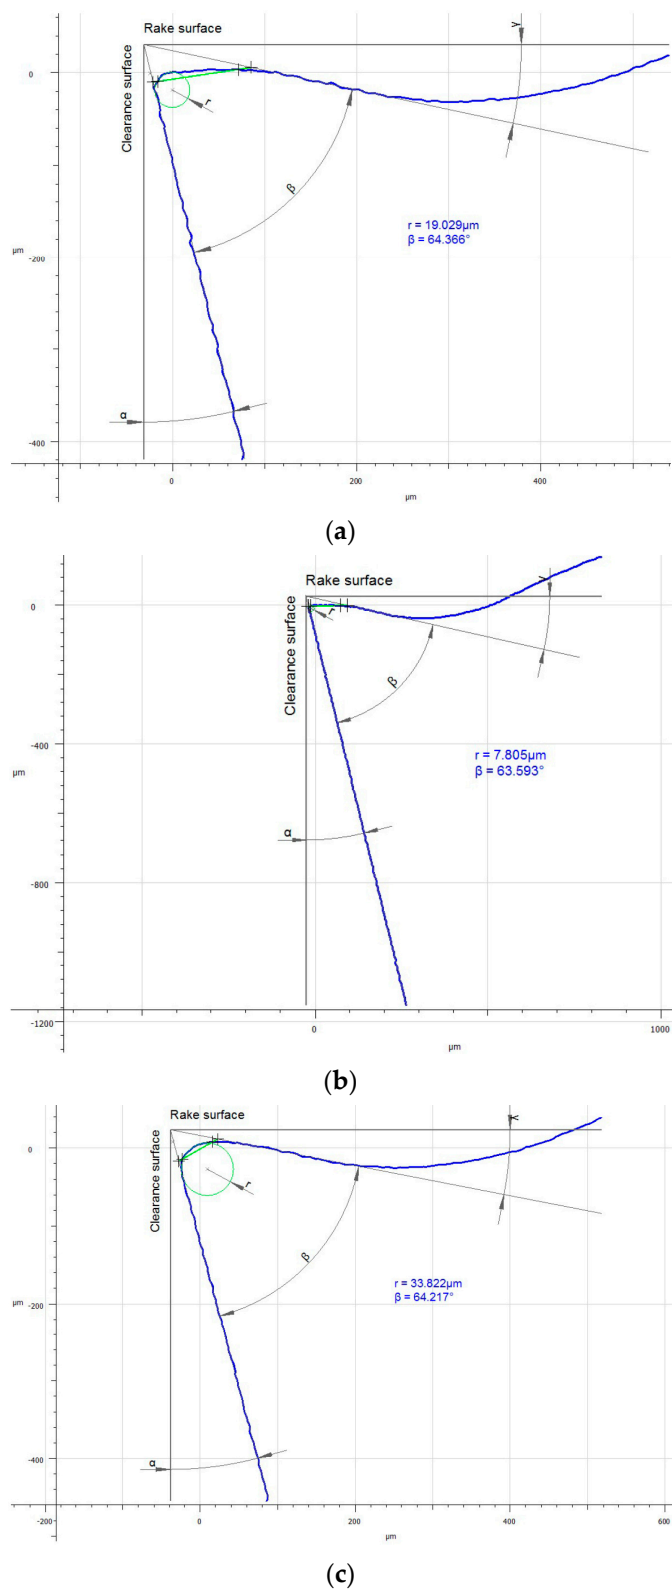 Rake surface
γ
0
Clearance surface
r
β
r = 19.029µm
β = 64.366°
-200
µm
α
-400
0
200
400
µm
(a)
Rake surface
γ
0
Clearance surface
r
β
-400
r = 7.805µm
β = 63.593°
µm
α
-800
-1200
0
1000
µm
(b)
Rake surface
γ
0
Clearance surface
r
β
r = 33.822µm
β = 64.217°
-200
µm
-400
α
-200
0
200
400
600
µm
(c)